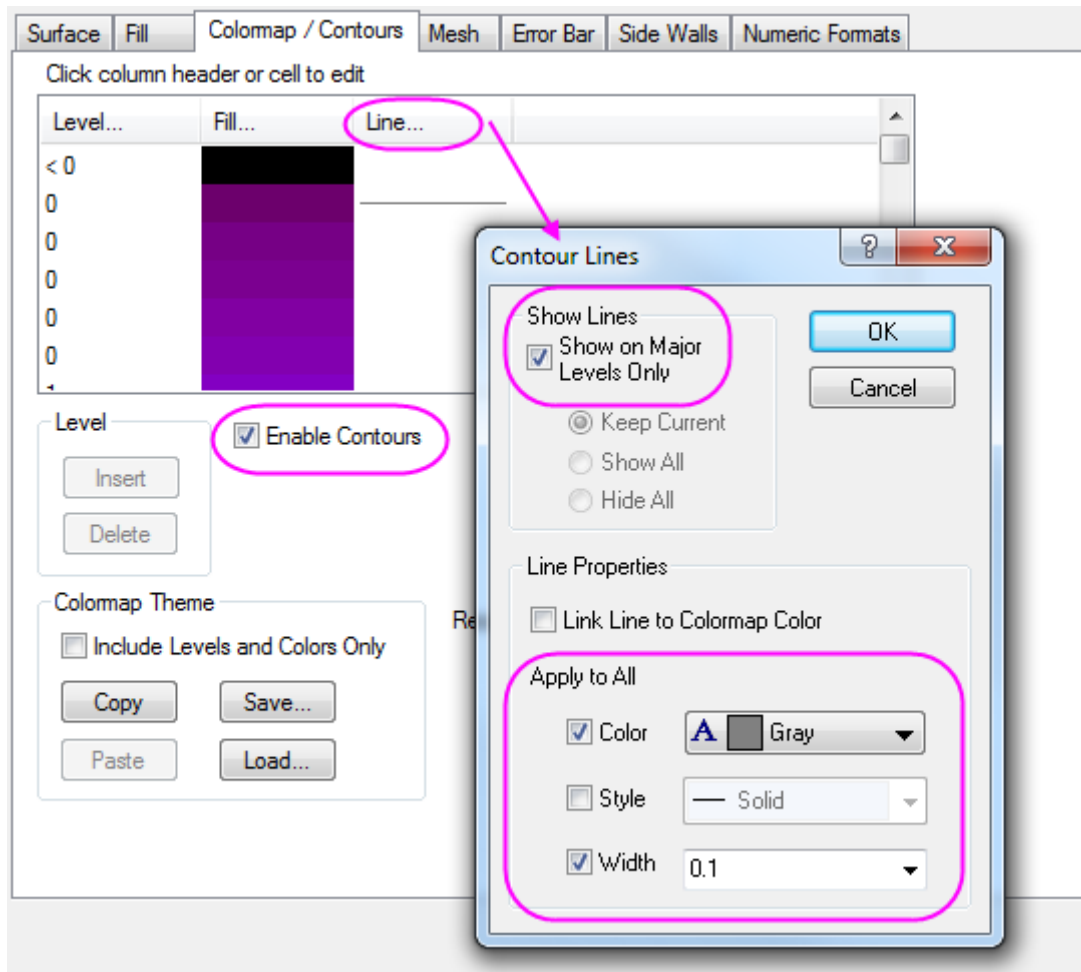 Surface Fill Colormap / Contours Mesh Error Bar Side Walls Numeric Formats
Click column header or cell to edit
Level... Fill... Line...
< 0
0
0
0
0
0
Level
Insert
Delete
Enable Contours
Colormap Theme
Include Levels and Colors Only
Copy Save...
Paste Load...
Contour Lines
Show Lines
Show on Major
Levels Only
Keep Current
Show All
Hide All
OK
Cancel
Line Properties
Link Line to Colormap Color
Apply to All
Color A Gray
Style Solid
Width 0.1